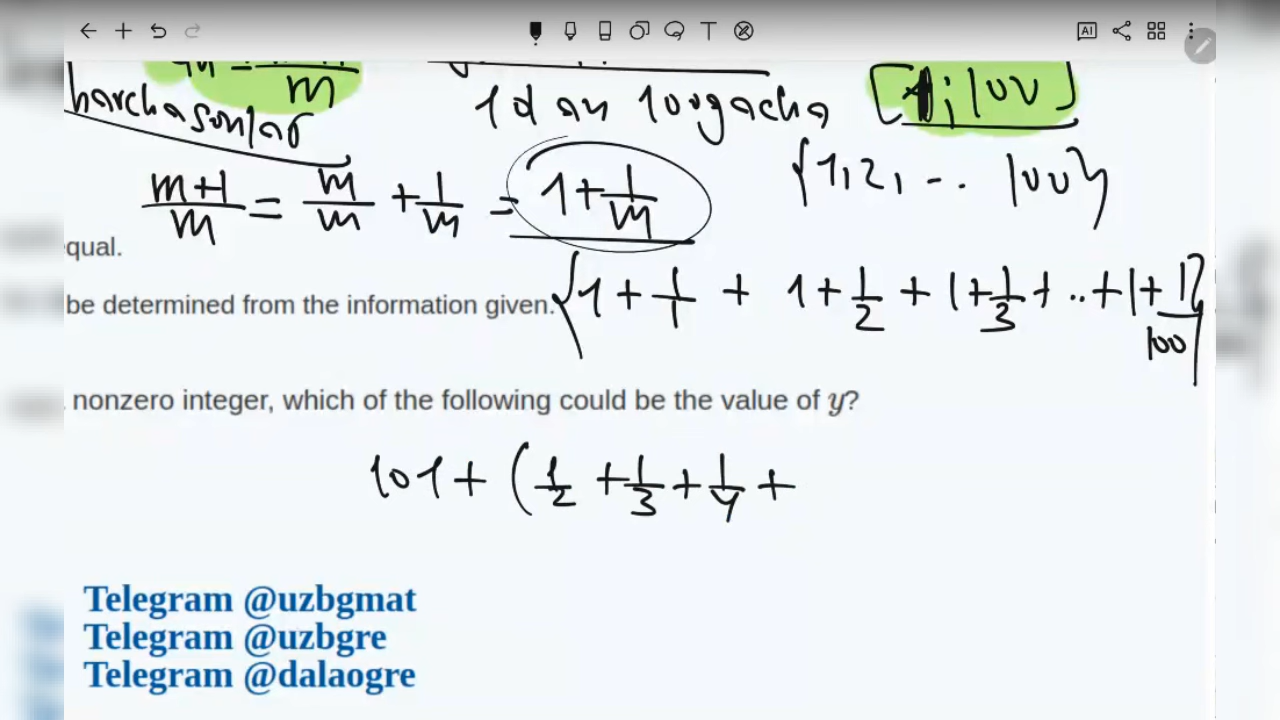 m
harchasonlar
1 dan 100gacha [1; 100]
m+1/m = m/m + 1/m = 1 + 1/m
{1, 2, .. 100}
qual.
{1 + 1/1 + 1 + 1/2 + 1 + 1/3 + .. + 1 + 1/100}
be determined from the information given.
. nonzero integer, which of the following could be the value of y?
101 + (1/2 + 1/3 + 1/4 +
Telegram @uzbgmat
Telegram @uzbgre
Telegram @dalaogre